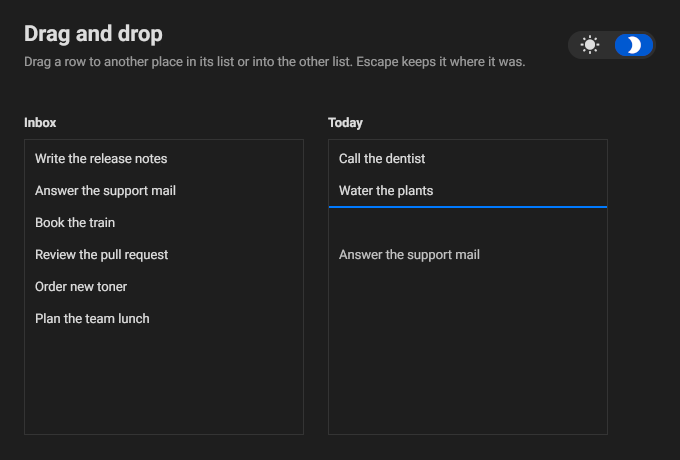 Drag and drop
Drag a row to another place in its list or into the other list. Escape keeps it where it was.
Inbox
Write the release notes
Answer the support mail
Book the train
Review the pull request
Order new toner
Plan the team lunch
Today
Call the dentist
Water the plants
Answer the support mail